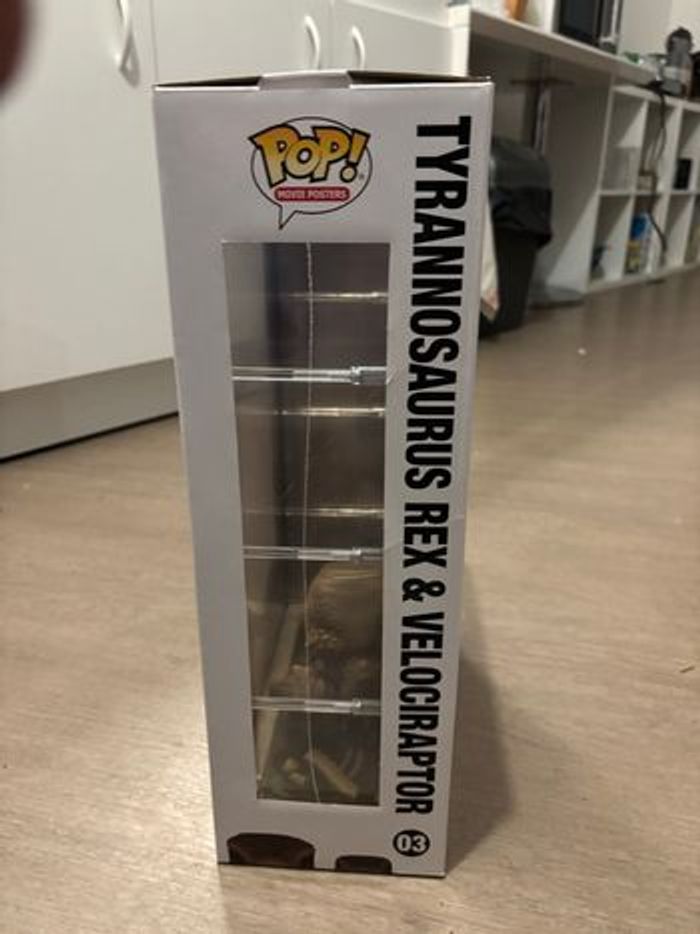 POP!
MOVIE POSTERS
TYRANNOSAURUS REX & VELOCIRAPTOR
03